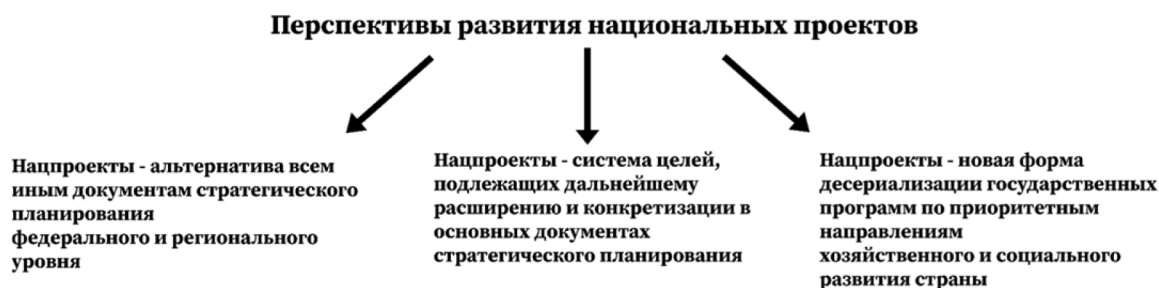 Перспективы развития национальных проектов
Нацпроекты - альтернатива всем
иным документам стратегического
планирования
федерального и регионального
уровня
Нацпроекты - система целей,
подлежащих дальнейшему
расширению и конкретизации в
основных документах
стратегического планирования
Нацпроекты - новая форма
десериализации государственных
программ по приоритетным
направлениям
хозяйственного и социального
развития страны